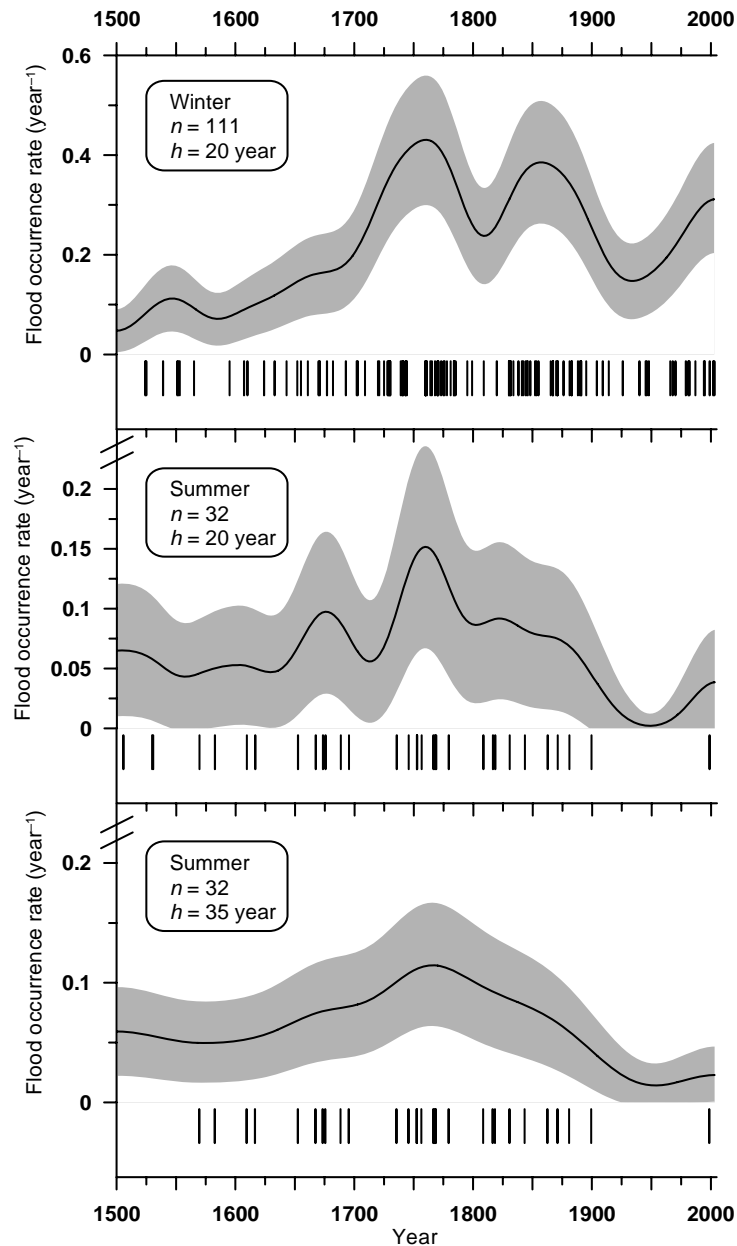 1500 1600 1700 1800 1900 2000
Flood occurrence rate (year⁻¹)
0.6
0.4
0.2
0
Winter
n = 111
h = 20 year
Flood occurrence rate (year⁻¹)
0.2
0.15
0.1
0.05
0
Summer
n = 32
h = 20 year
Flood occurrence rate (year⁻¹)
0.2
0.1
0
Summer
n = 32
h = 35 year
1500 1600 1700 1800 1900 2000
Year